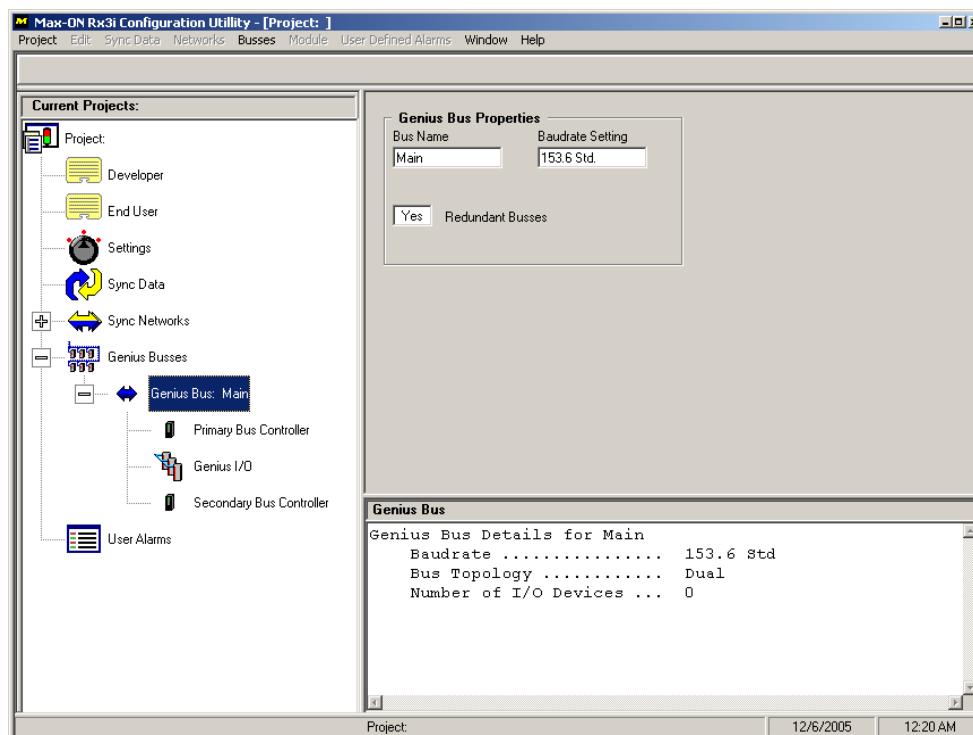 Max-ON Rx3i Configuration Utillity - [Project: ]
Project Edit Sync Data Networks Busses Module User Defined Alarms Window Help
Current Projects:
Project:
Developer
End User
Settings
Sync Data
Sync Networks
Genius Busses
Genius Bus: Main
Primary Bus Controller
Genius I/O
Secondary Bus Controller
User Alarms
Genius Bus Properties
Bus Name Baudrate Setting
Main 153.6 Std.
Yes Redundant Busses
Genius Bus
Genius Bus Details for Main
Baudrate ................ 153.6 Std
Bus Topology ............ Dual
Number of I/O Devices ... 0
Project: 12/6/2005 12:20 AM